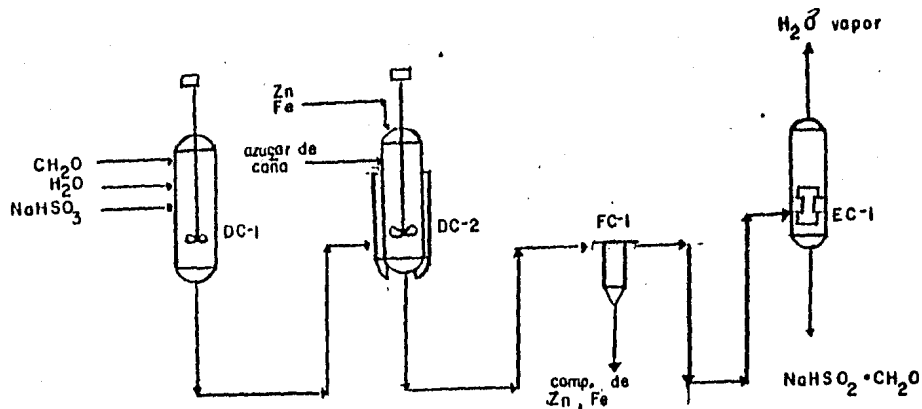 H₂O vapor
Zn
Fe
azuçar de
caña
CH₂O
H₂O
NaHSO₃
DC-1
DC-2
FC-1
EC-1
comp. de
Zn, Fe
NaHSO₂•CH₂O